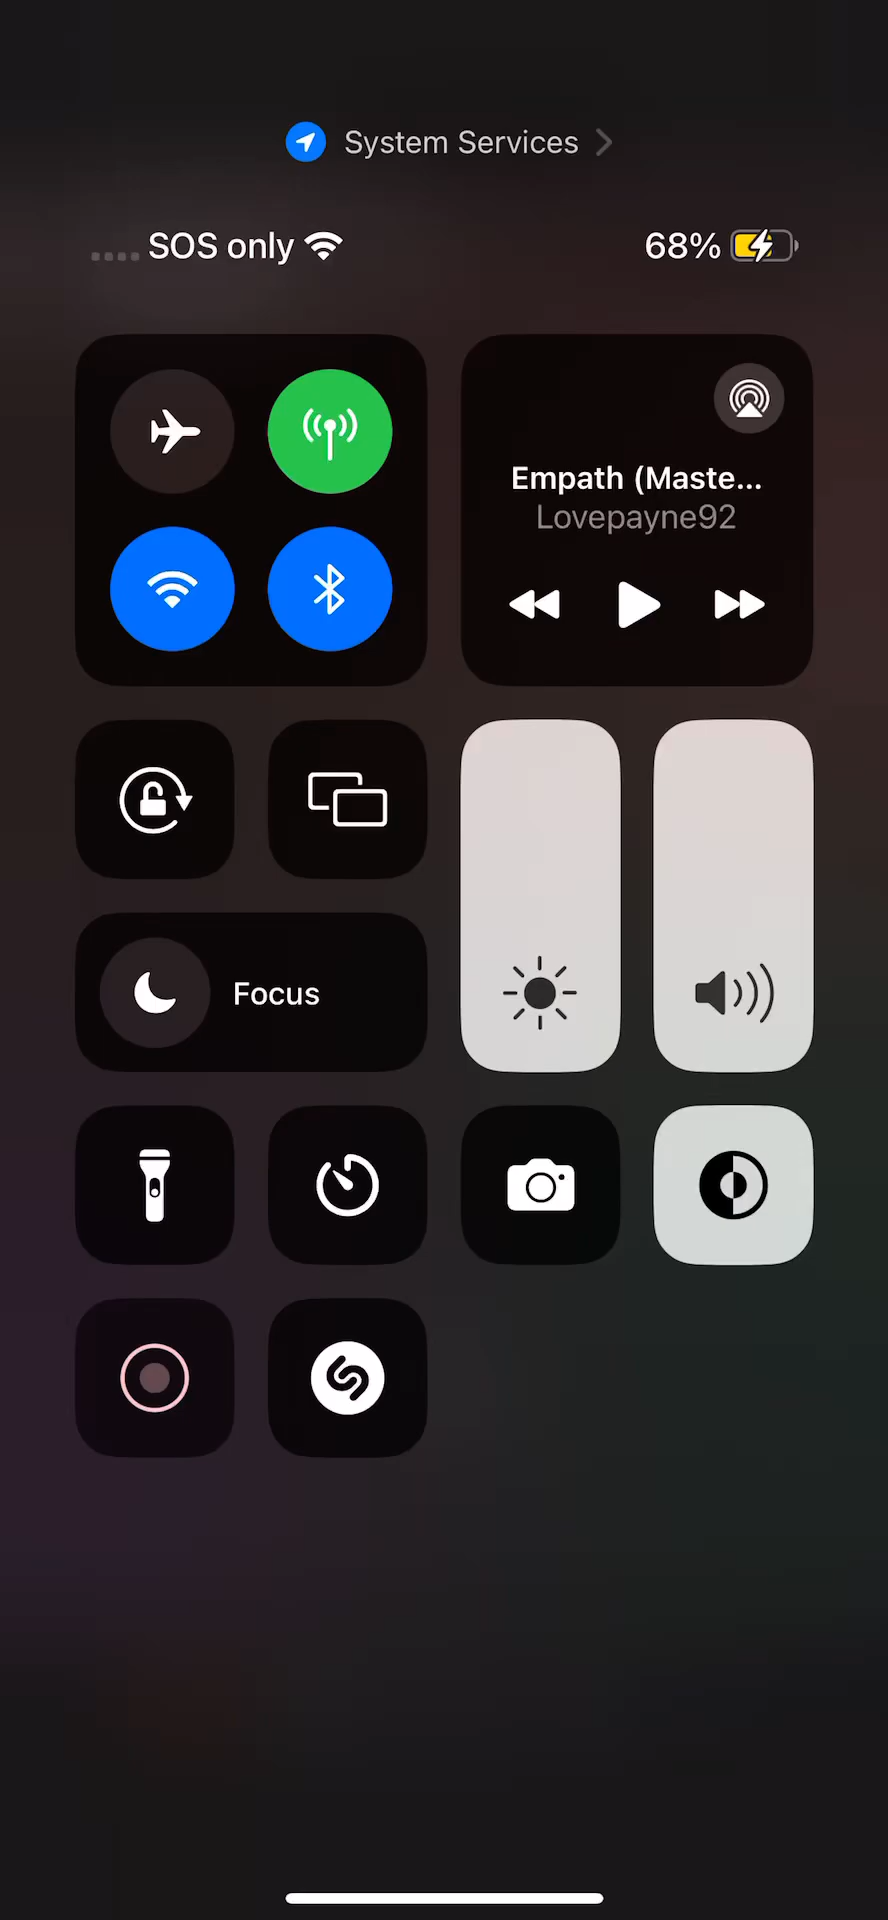 System Services
SOS only
68%
Empath (Maste...
Lovepayne92
Focus